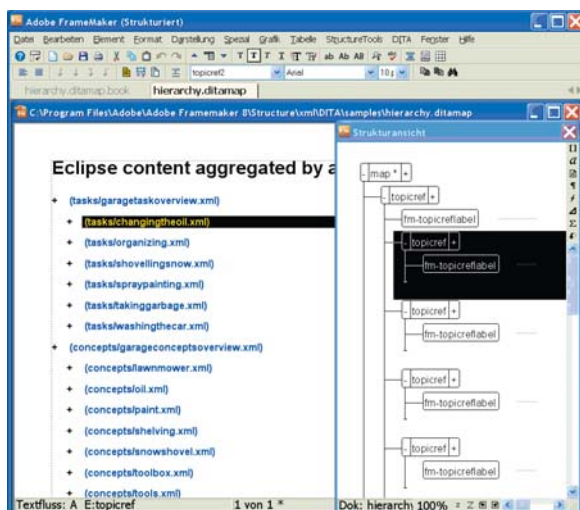 Adobe FrameMaker (Strukturiert)
Datei Bearbeiten Element Format Darstellung Spezial Grafik Tabelle StructureTools DITA Fenster Hilfe
topicref2 Arial 10
hierarchy.ditamap.book hierarchy.ditamap
C:\Program Files\Adobe\Adobe Framemaker 8\Structure\xml\DITA\samples\hierarchy.ditamap
Eclipse content aggregated by a
+ (tasks/garagetaskoverview.xml)
+ (tasks/changingtheoil.xml)
+ (tasks/organizing.xml)
+ (tasks/shovellingsnow.xml)
+ (tasks/spraypainting.xml)
+ (tasks/takinggarbage.xml)
+ (tasks/washingthecar.xml)
+ (concepts/garageconceptsoverview.xml)
+ (concepts/lawnmower.xml)
+ (concepts/oil.xml)
+ (concepts/paint.xml)
+ (concepts/shelving.xml)
+ (concepts/snowshovel.xml)
+ (concepts/toolbox.xml)
+ (concepts/tools.xml)
Textfluss: A E:topicref 1 von 1 *
Strukturansicht
- map * +
- topicref +
fm-topicreflabel
- topicref +
fm-topicreflabel
- topicref +
fm-topicreflabel
- topicref +
fm-topicreflabel
- topicref +
fm-topicreflabel
Dok: hierarch 100%